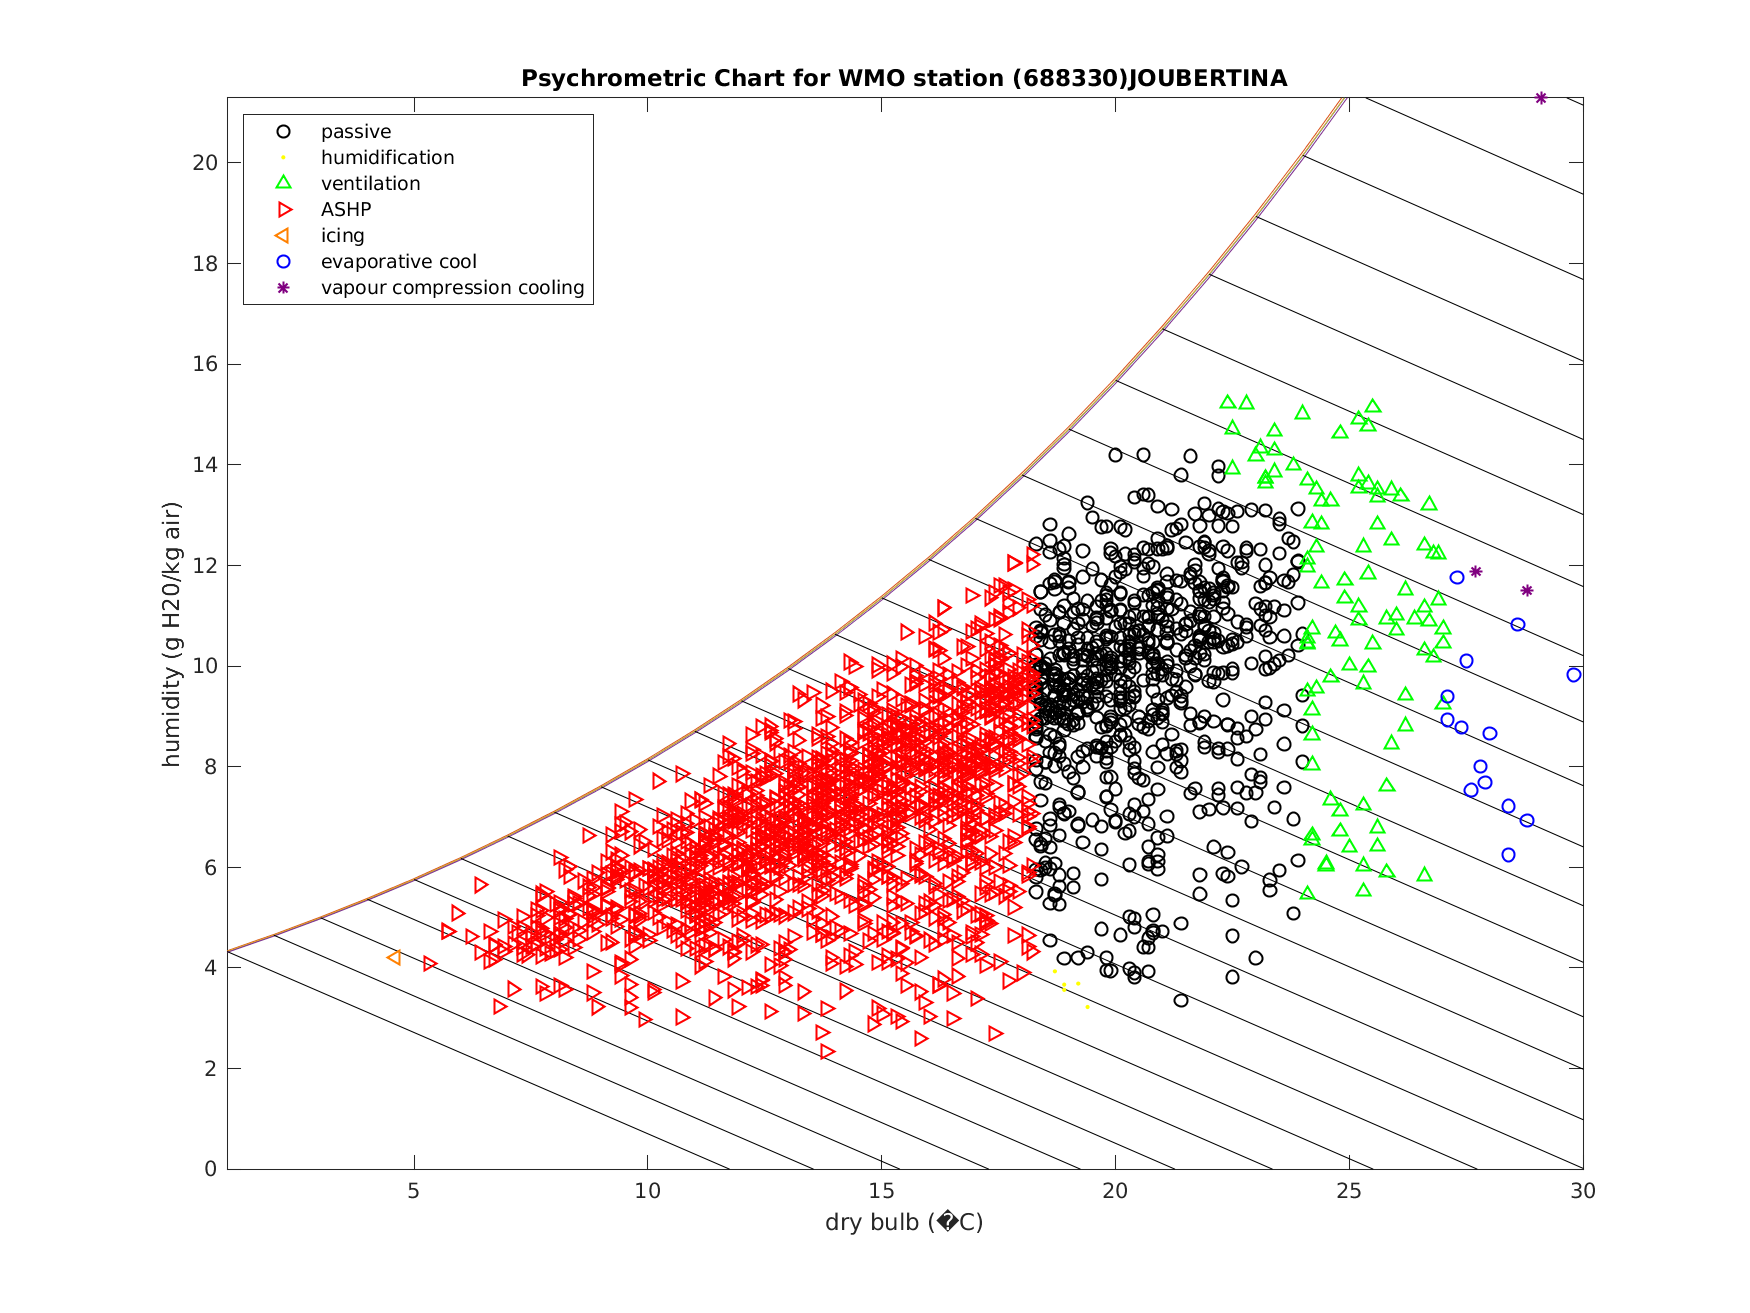 Psychrometric Chart for WMO station (688330)JOUBERTINA
passive
humidification
ventilation
ASHP
icing
evaporative cool
vapour compression cooling
humidity (g H20/kg air)
20
18
16
14
12
10
8
6
4
2
0
5 10 15 20 25 30
dry bulb (�C)